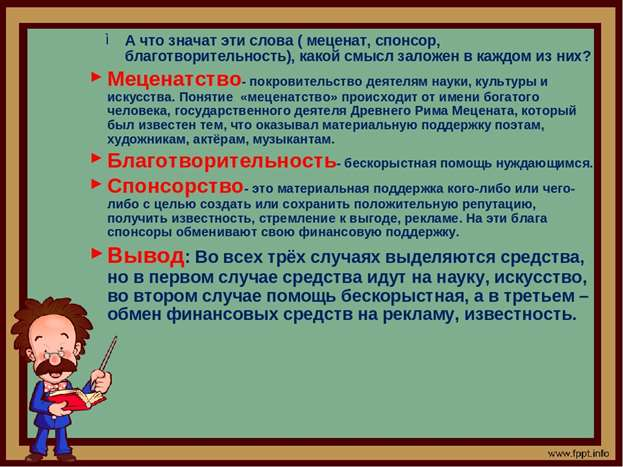 А что значат эти слова ( меценат, спонсор,
благотворительность), какой смысл заложен в каждом из них?
Меценатство- покровительство деятелям науки, культуры и
искусства. Понятие «меценатство» происходит от имени богатого
человека, государственного деятеля Древнего Рима Мецената, который
был известен тем, что оказывал материальную поддержку поэтам,
художникам, актёрам, музыкантам.
Благотворительность- бескорыстная помощь нуждающимся.
Спонсорство- это материальная поддержка кого-либо или чего-
либо с целью создать или сохранить положительную репутацию,
получить известность, стремление к выгоде, рекламе. На эти блага
спонсоры обменивают свою финансовую поддержку.
Вывод: Во всех трёх случаях выделяются средства,
но в первом случае средства идут на науку, искусство,
во втором случае помощь бескорыстная, а в третьем –
обмен финансовых средств на рекламу, известность.
www.fppt.info